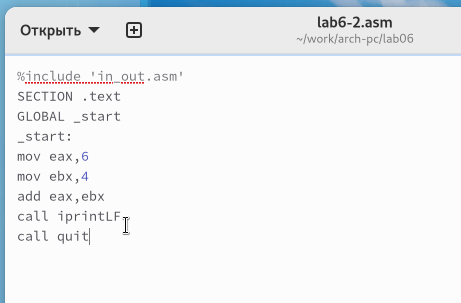 Открыть
lab6-2.asm
~/work/arch-pc/lab06
%include 'in_out.asm'
SECTION .text
GLOBAL _start
_start:
mov eax,6
mov ebx,4
add eax,ebx
call iprintLF
call quit